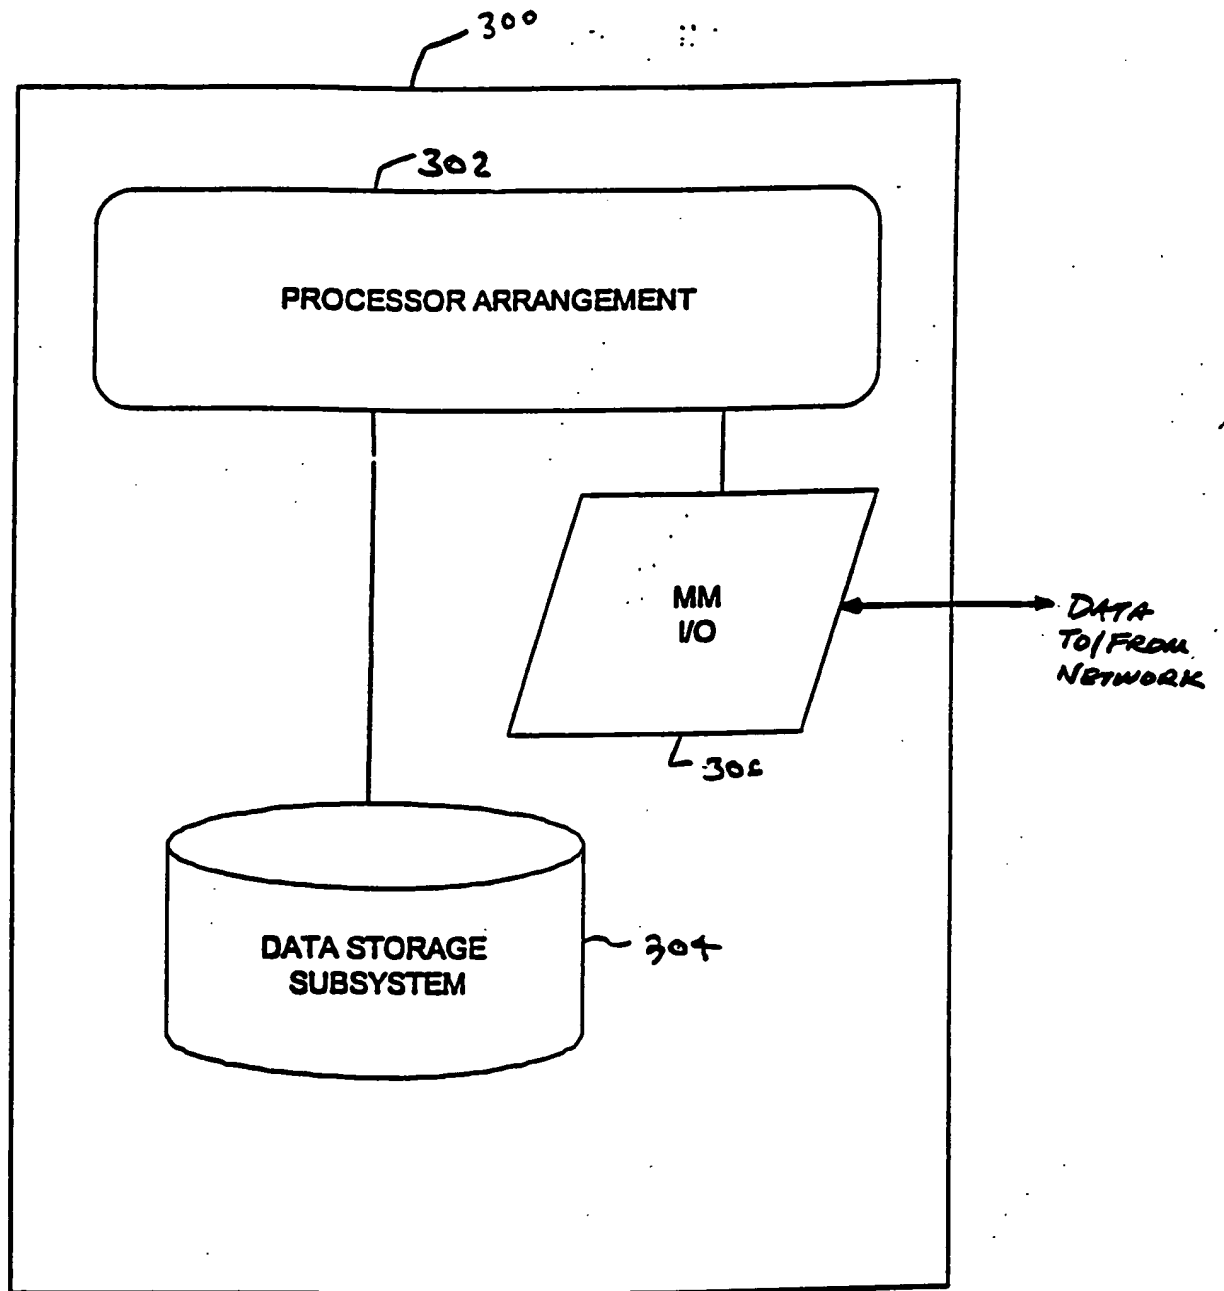 300
302
PROCESSOR ARRANGEMENT
MM
I/O
DATA
TO/FROM
NETWORK
DATA STORAGE
SUBSYSTEM
304